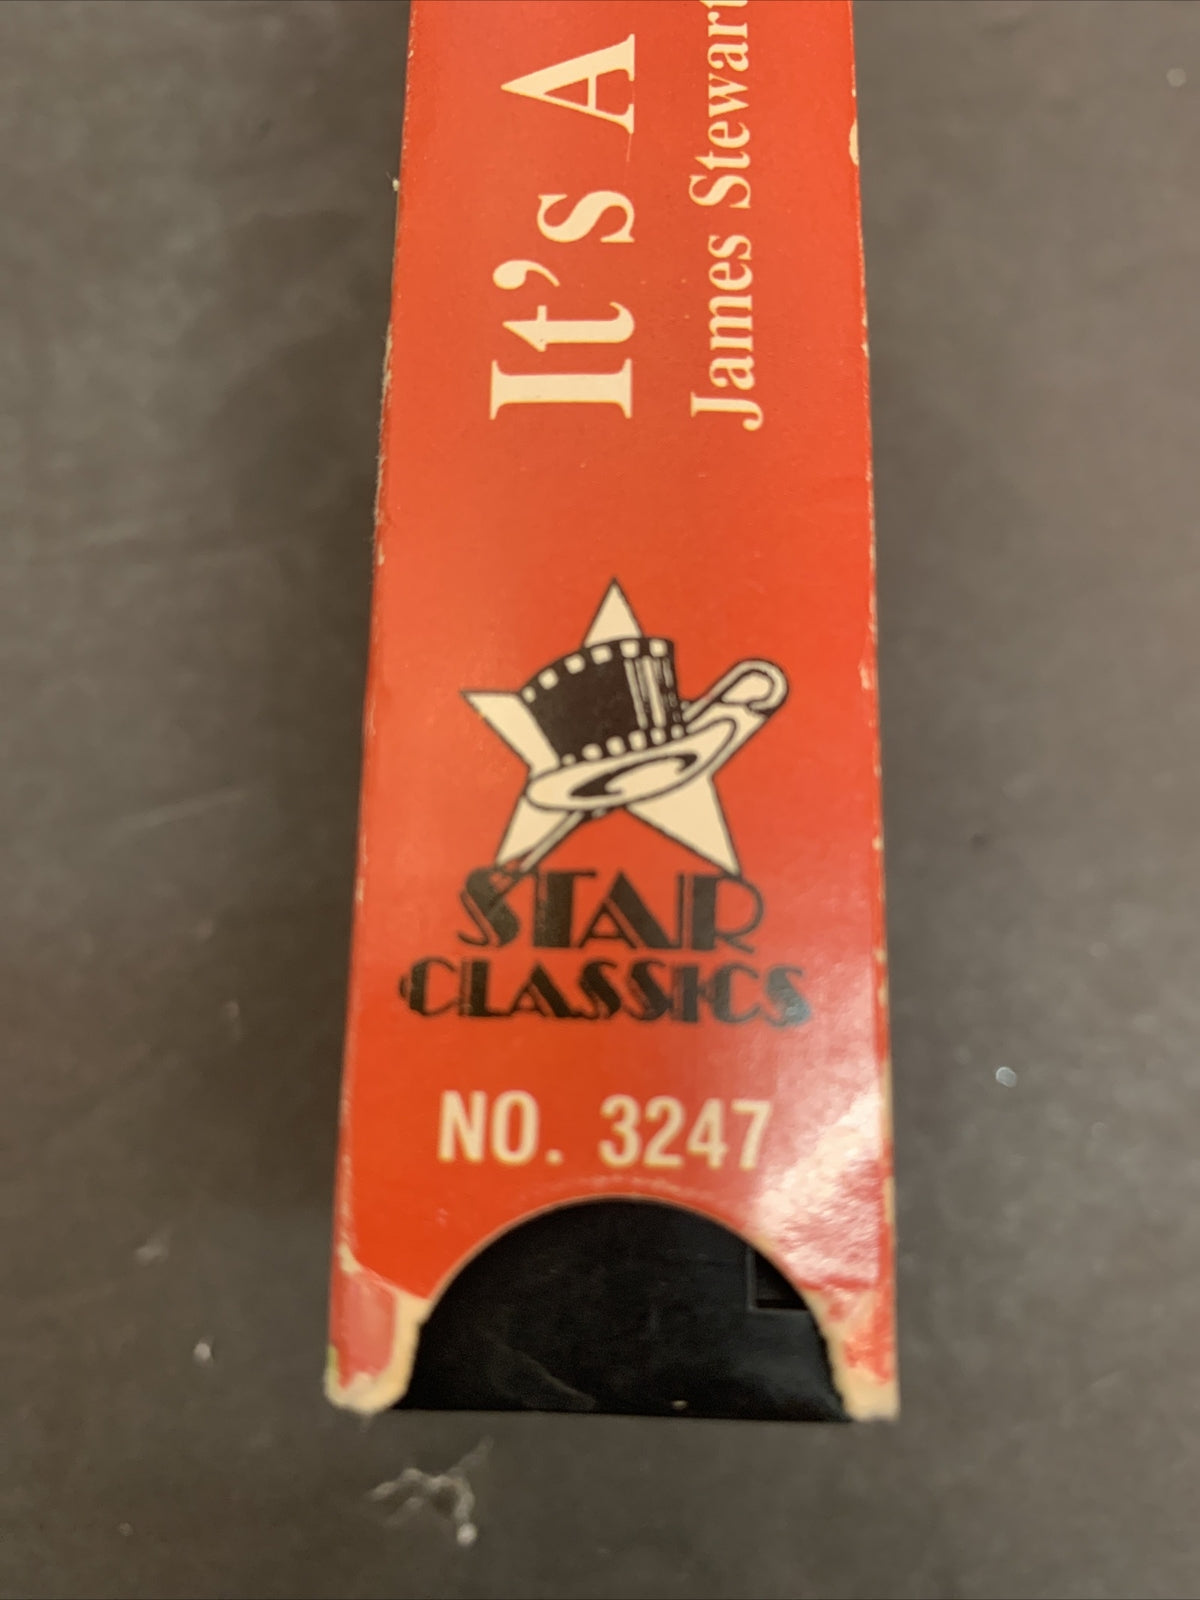 It's A
James Stewart
STAR
CLASSICS
NO. 3247